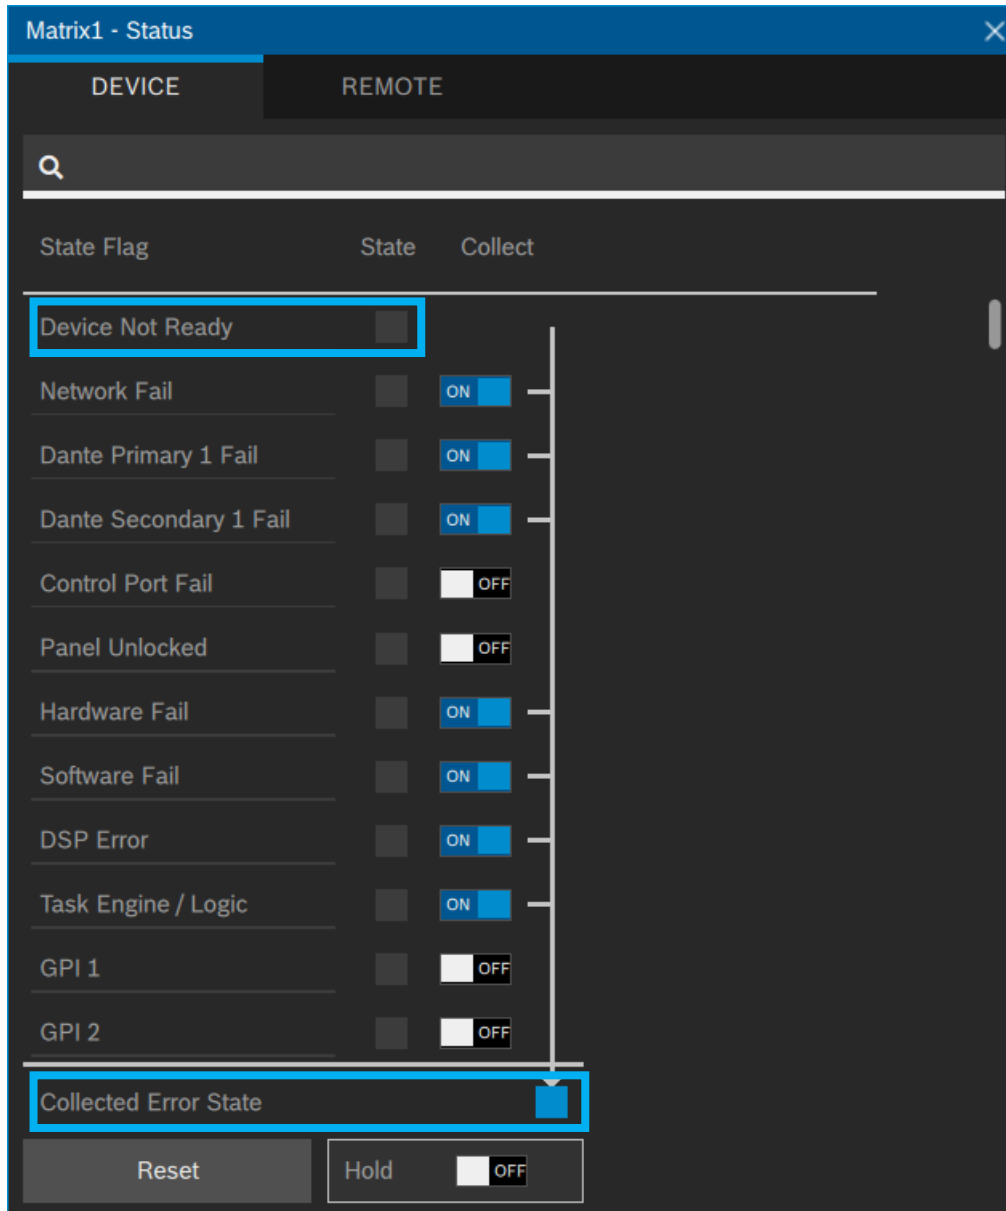 Matrix1 - Status
DEVICE REMOTE
State Flag State Collect
Device Not Ready
Network Fail ON
Dante Primary 1 Fail ON
Dante Secondary 1 Fail ON
Control Port Fail OFF
Panel Unlocked OFF
Hardware Fail ON
Software Fail ON
DSP Error ON
Task Engine / Logic ON
GPI 1 OFF
GPI 2 OFF
Collected Error State
Reset Hold OFF